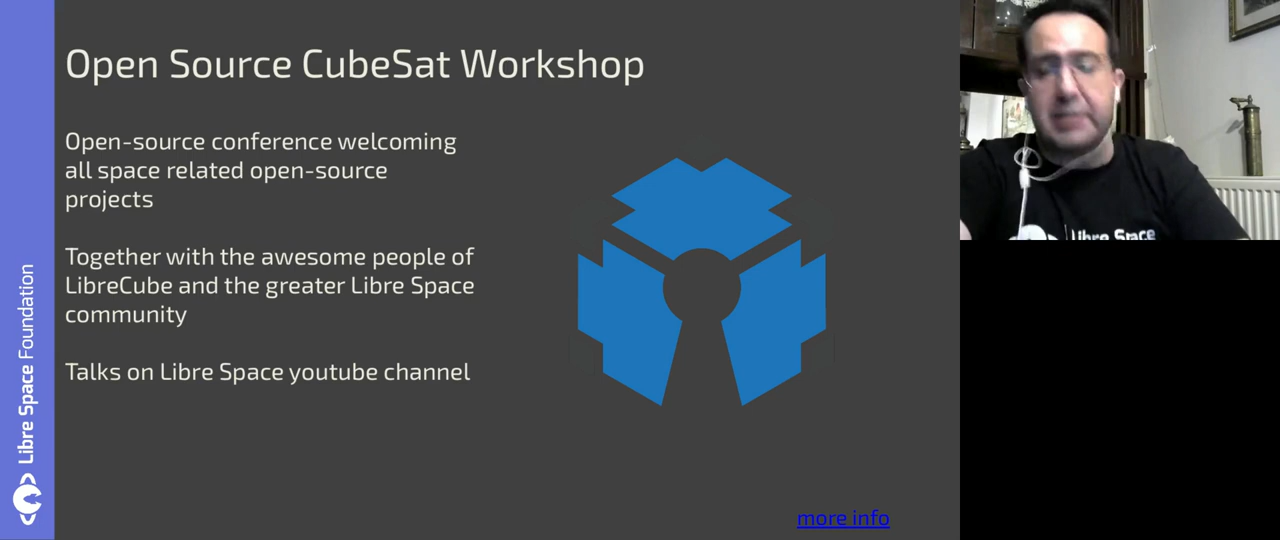 Open Source CubeSat Workshop
Open-source conference welcoming
all space related open-source
projects
Together with the awesome people of
LibreCube and the greater Libre Space
community
Talks on Libre Space youtube channel
more info
Libre Space Foundation
Libre Space